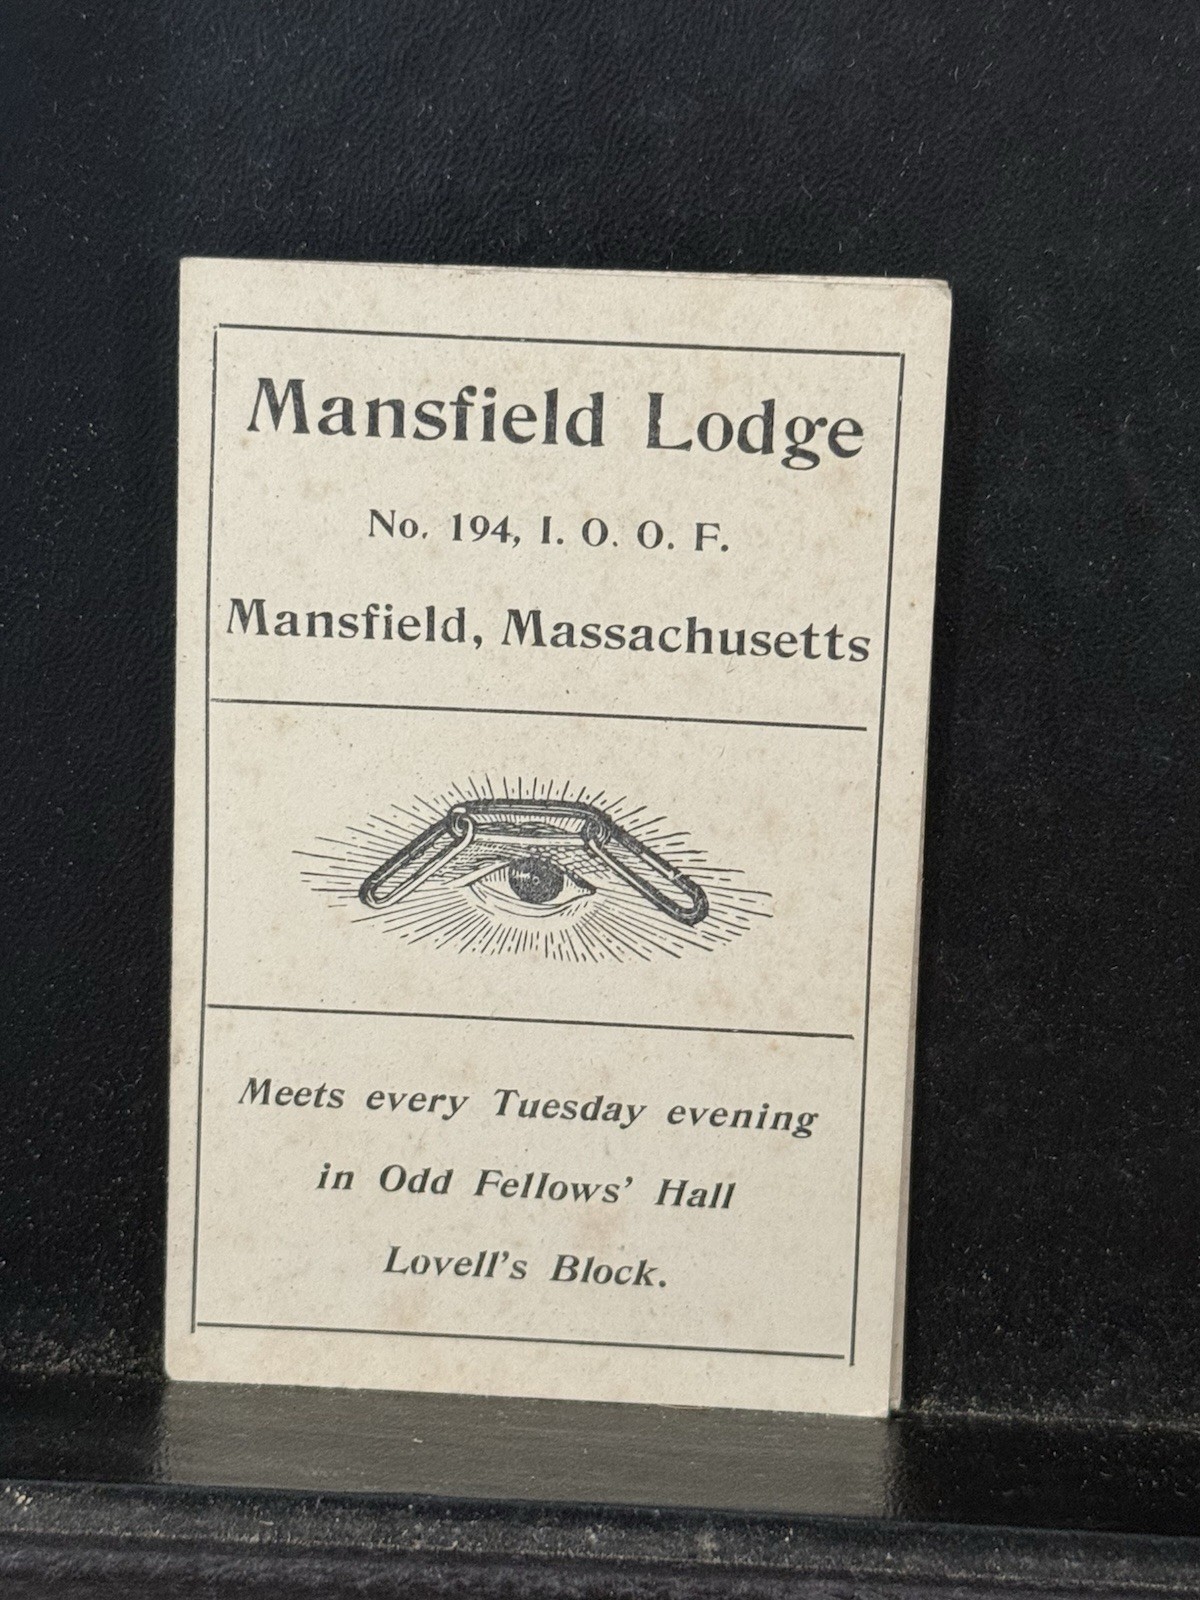 Mansfield Lodge
No. 194, I. O. O. F.
Mansfield, Massachusetts
Meets every Tuesday evening
in Odd Fellows' Hall
Lovell's Block.